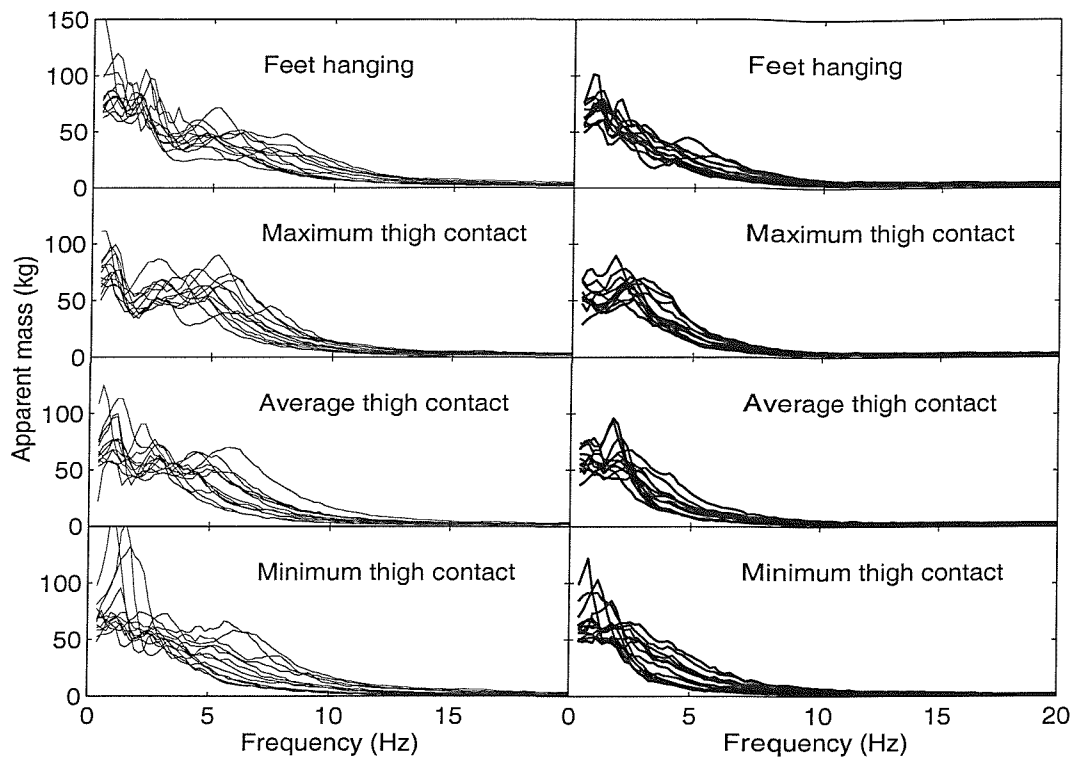 150
Feet hanging
Feet hanging
100
50
0
Maximum thigh contact
Maximum thigh contact
100
50
0
Apparent mass (kg)
Average thigh contact
Average thigh contact
100
50
0
Minimum thigh contact
Minimum thigh contact
100
50
0
0 5 10 15 0 5 10 15 20
Frequency (Hz) Frequency (Hz)